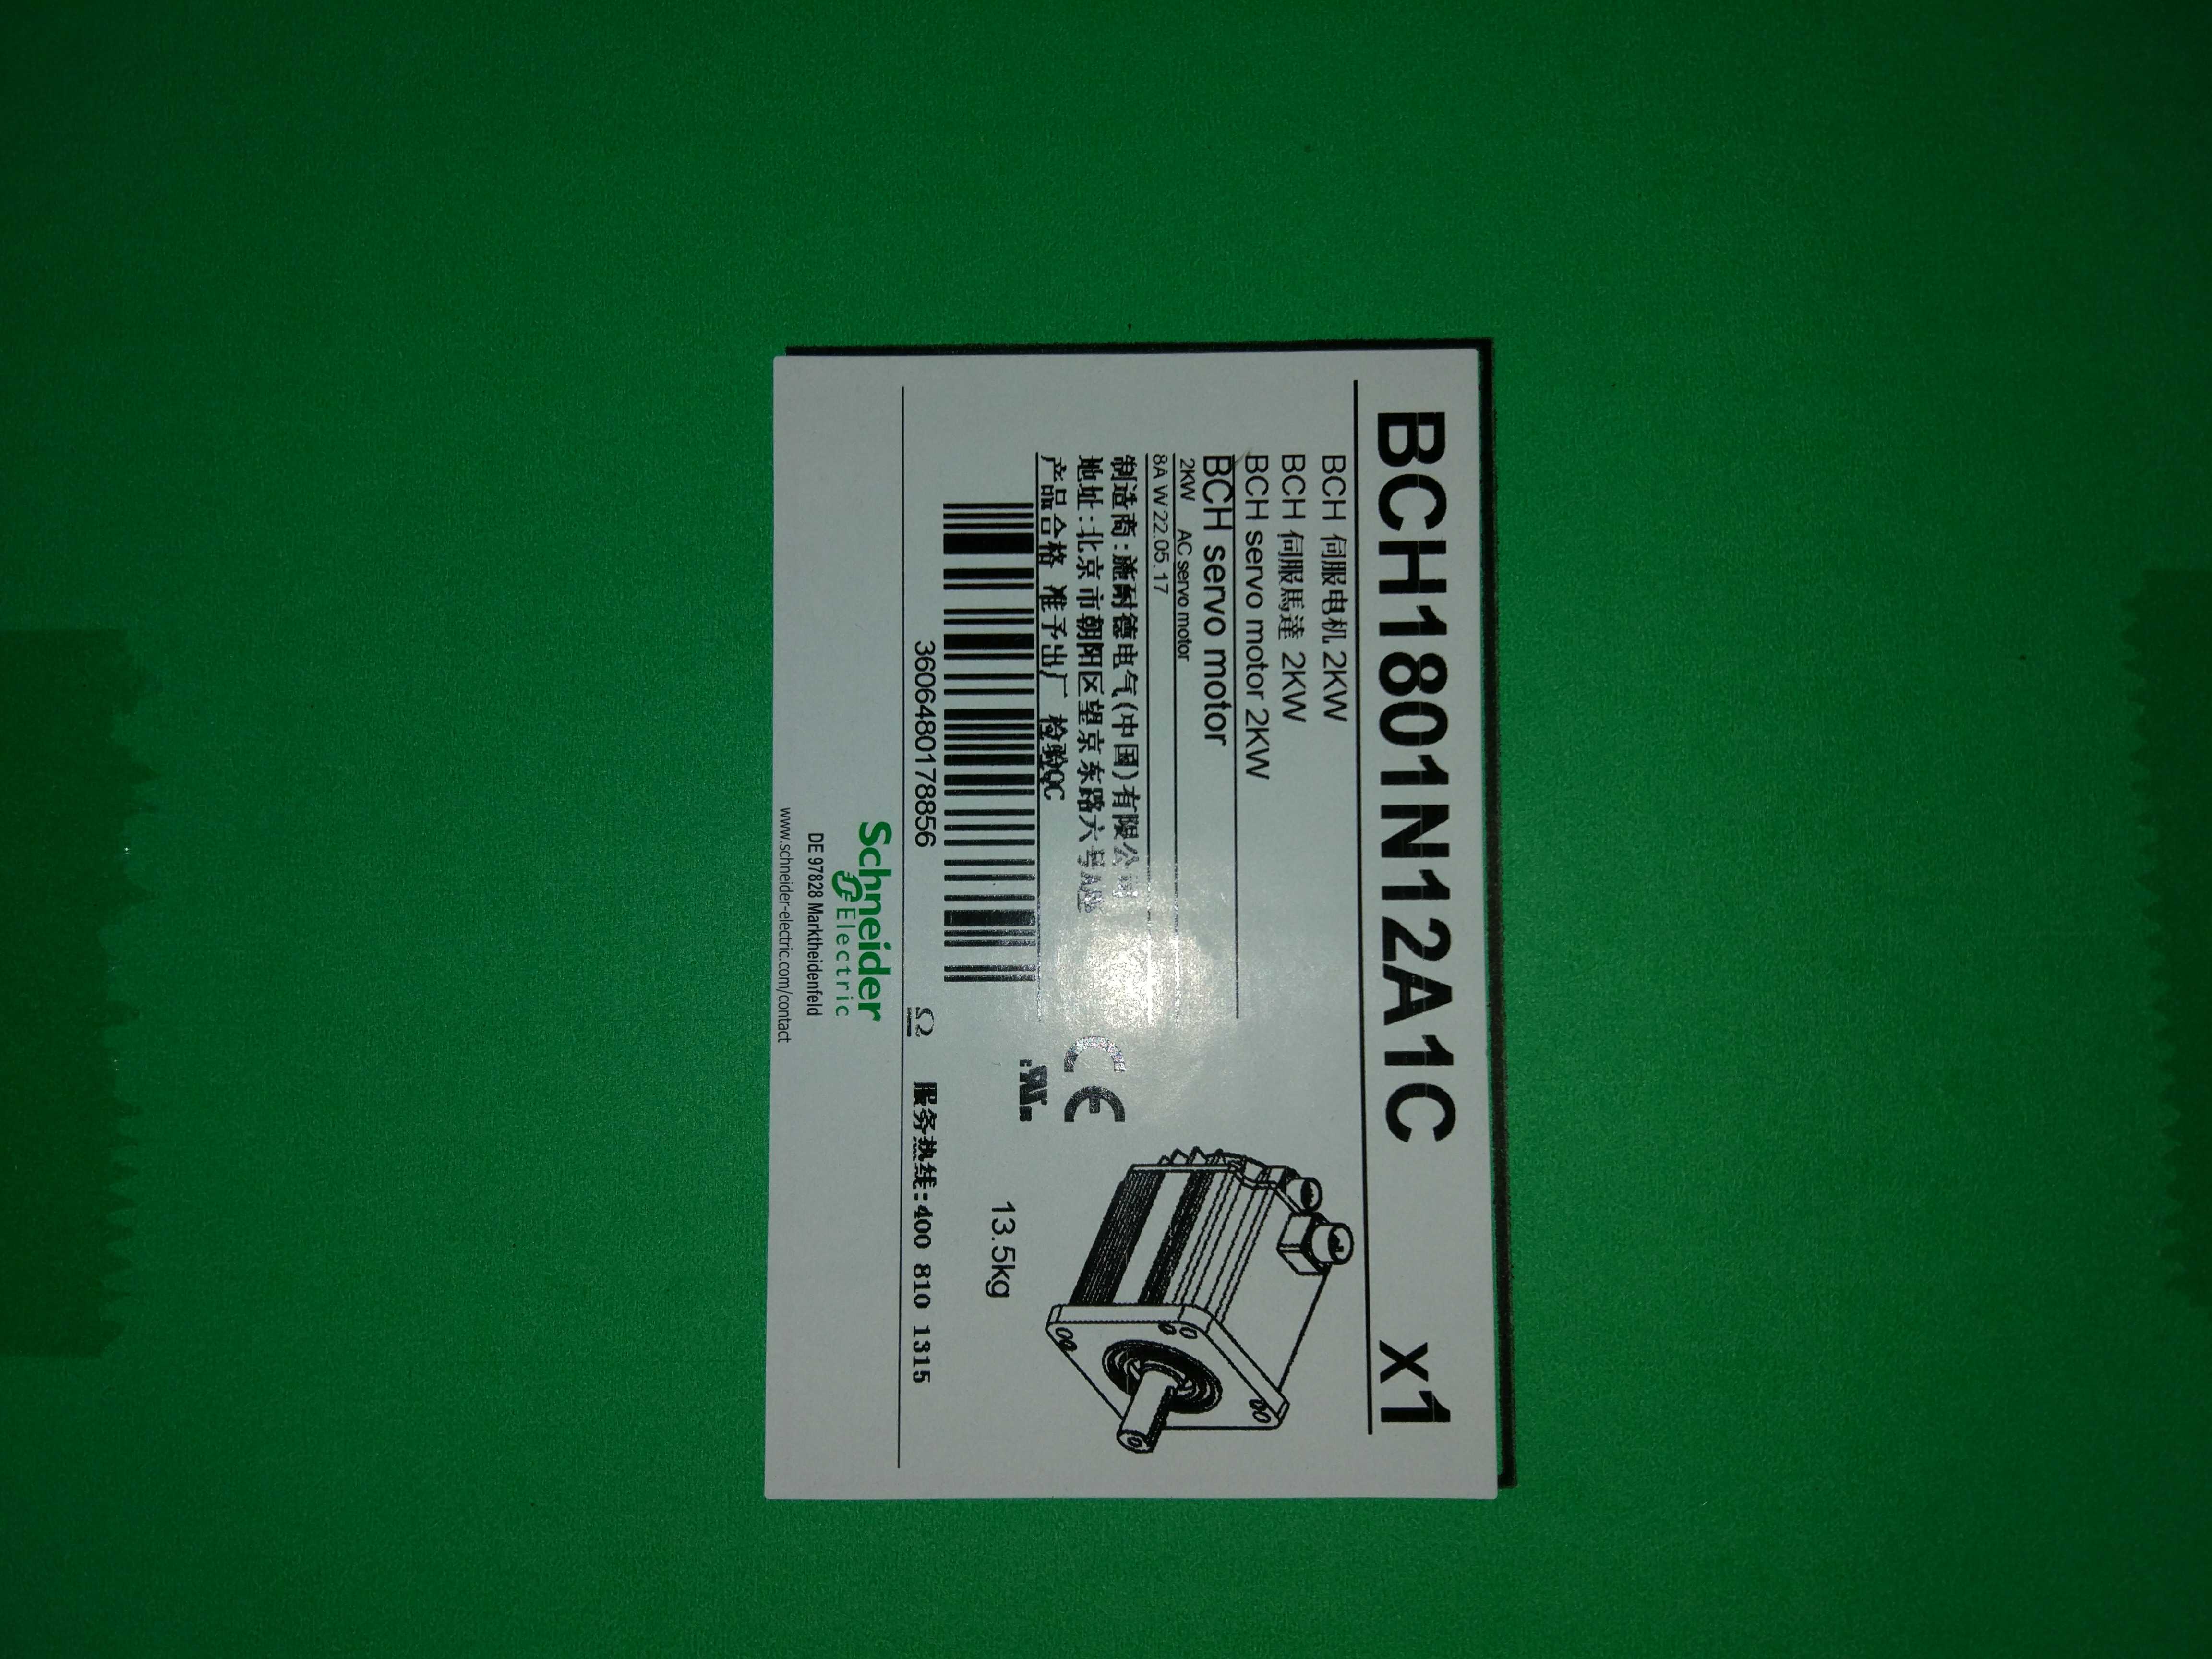 BCH1801N12A1C x1
BCH 伺服电机 2KW
BCH 伺服馬達 2KW
BCH servo motor 2KW
BCH servo motor
2KW AC servo motor
8A W 22.05.17
制造商:施耐德电气(中国)有限公司
地址:北京市朝阳区望京东路六号
产品合格 准予出厂 检验QC
CE
13.5kg
3606480178856
服务热线:400 810 1315
Schneider
Electric
DE 97828 Marktheidenfeld
www.schneider-electric.com/contact